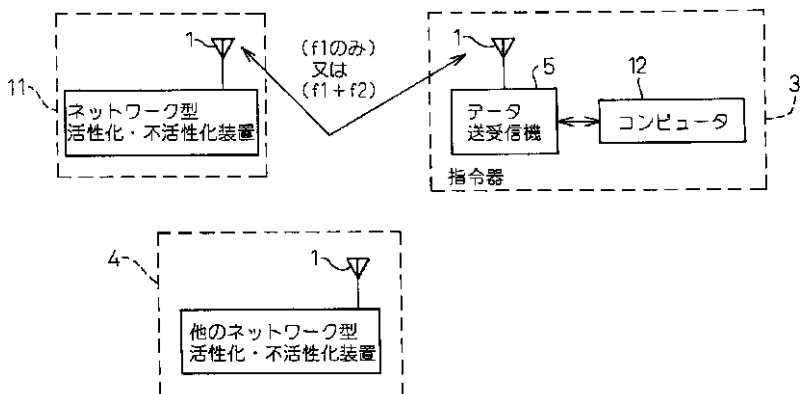 1
(f1のみ)
又は
(f1+f2)
11
ネットワーク型
活性化・不活性化装置
1
5
12
3
データ
送受信機
コンピュータ
指令器
4
1
他のネットワーク型
活性化・不活性化装置